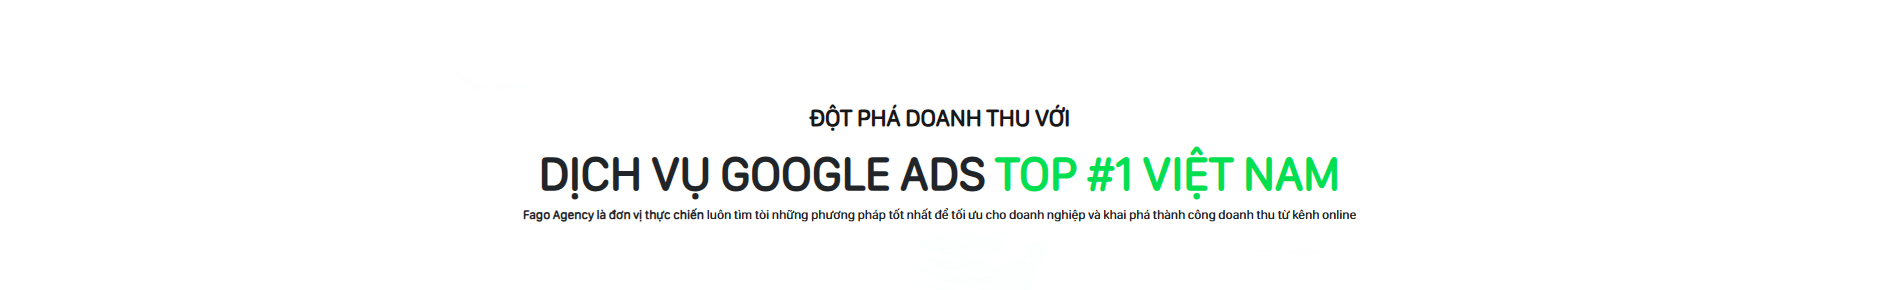 ĐỘT PHÁ DOANH THU VỚI
DỊCH VỤ GOOGLE ADS TOP #1 VIỆT NAM
Fago Agency là đơn vị thực chiến luôn tìm tòi những phương pháp tốt nhất để tối ưu cho doanh nghiệp và khai phá thành công doanh thu từ kênh online